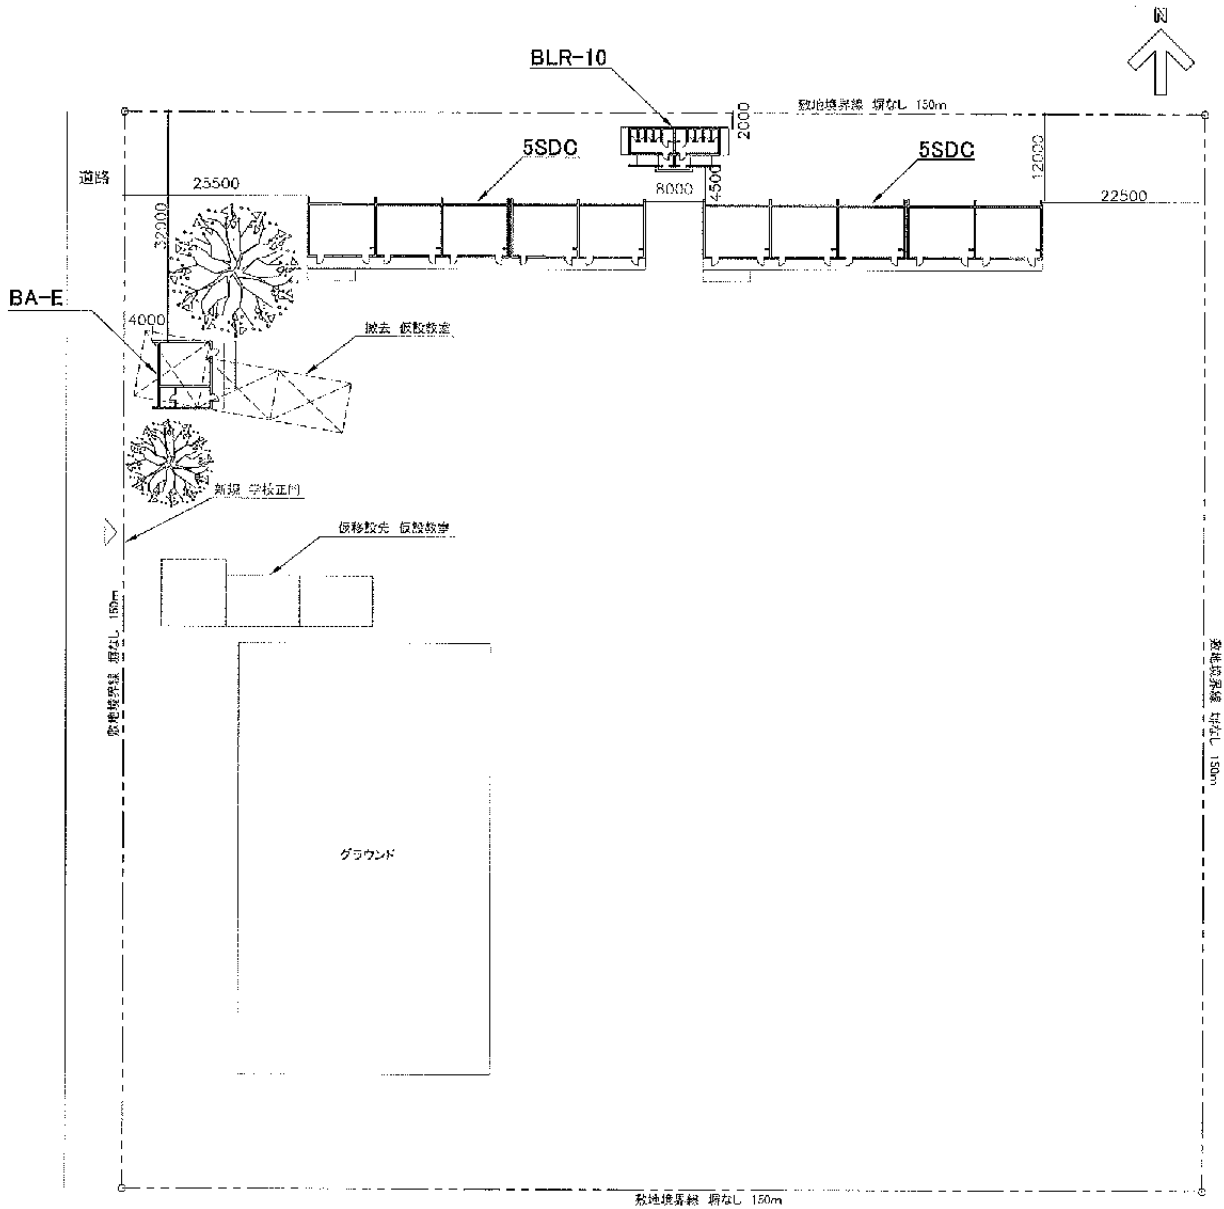 N
BLR-10
敷地境界線 塀なし 150m
2000
5SDC
5SDC
12000
道路
25500
8000
4500
22500
32000
BA-E
4000
撤去 仮設教室
新規 学校正門
仮移設先 仮設教室
敷地境界線 塀なし 150m
敷地境界線 塀なし 150m
グラウンド
敷地境界線 塀なし 150m